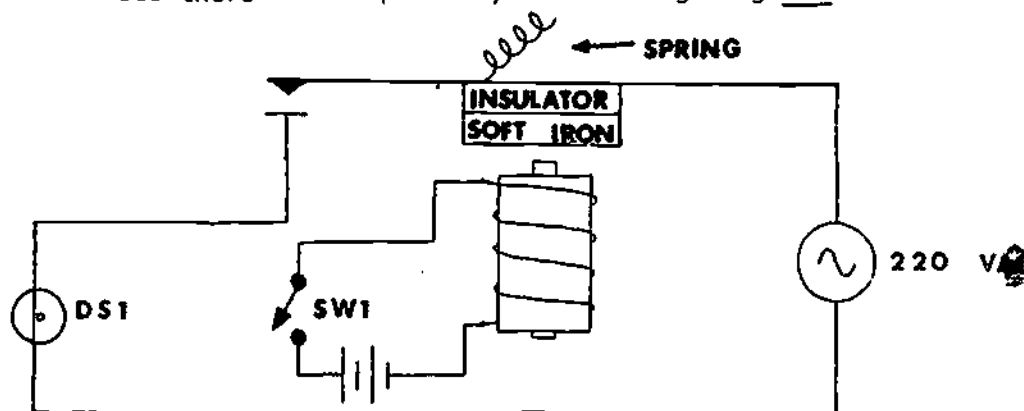 SPRING
INSULATOR
SOFT IRON
220
SW1
DS1